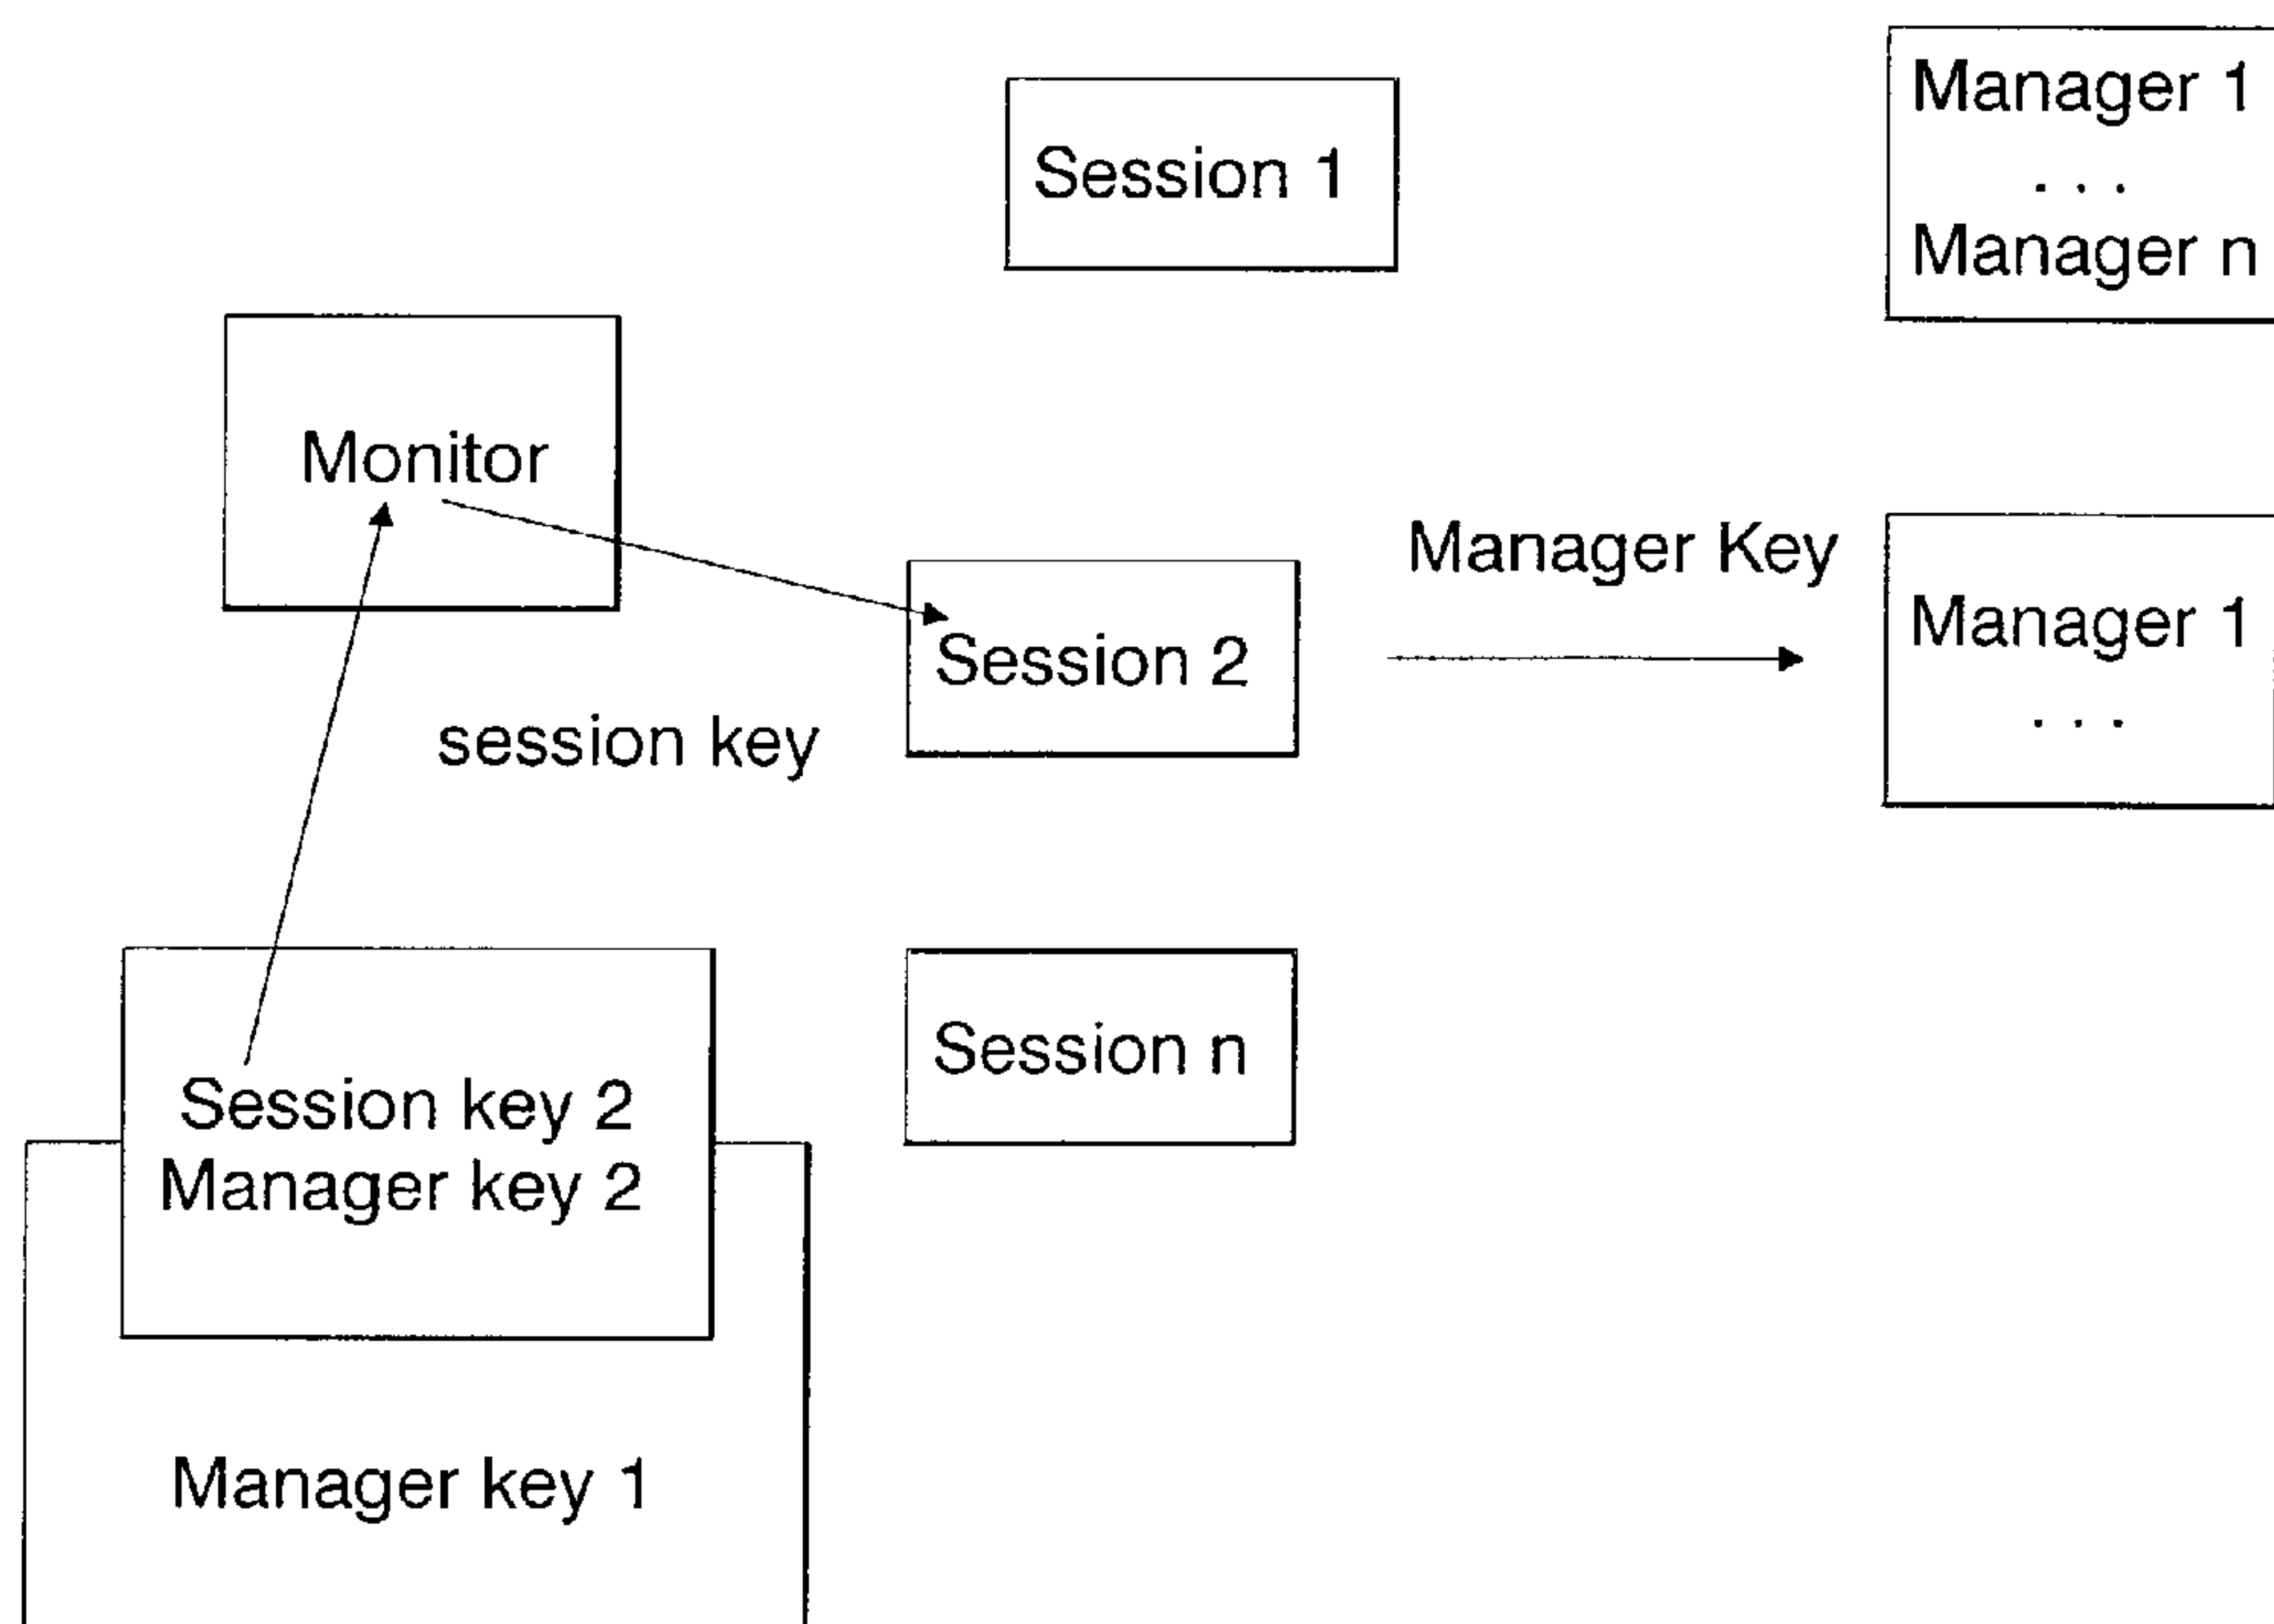 Manager 1
. . .
Manager n
Session 1
Monitor
Manager Key
Session 2
Manager 1
. . .
session key
Session n
Session key 2
Manager key 2
Manager key 1